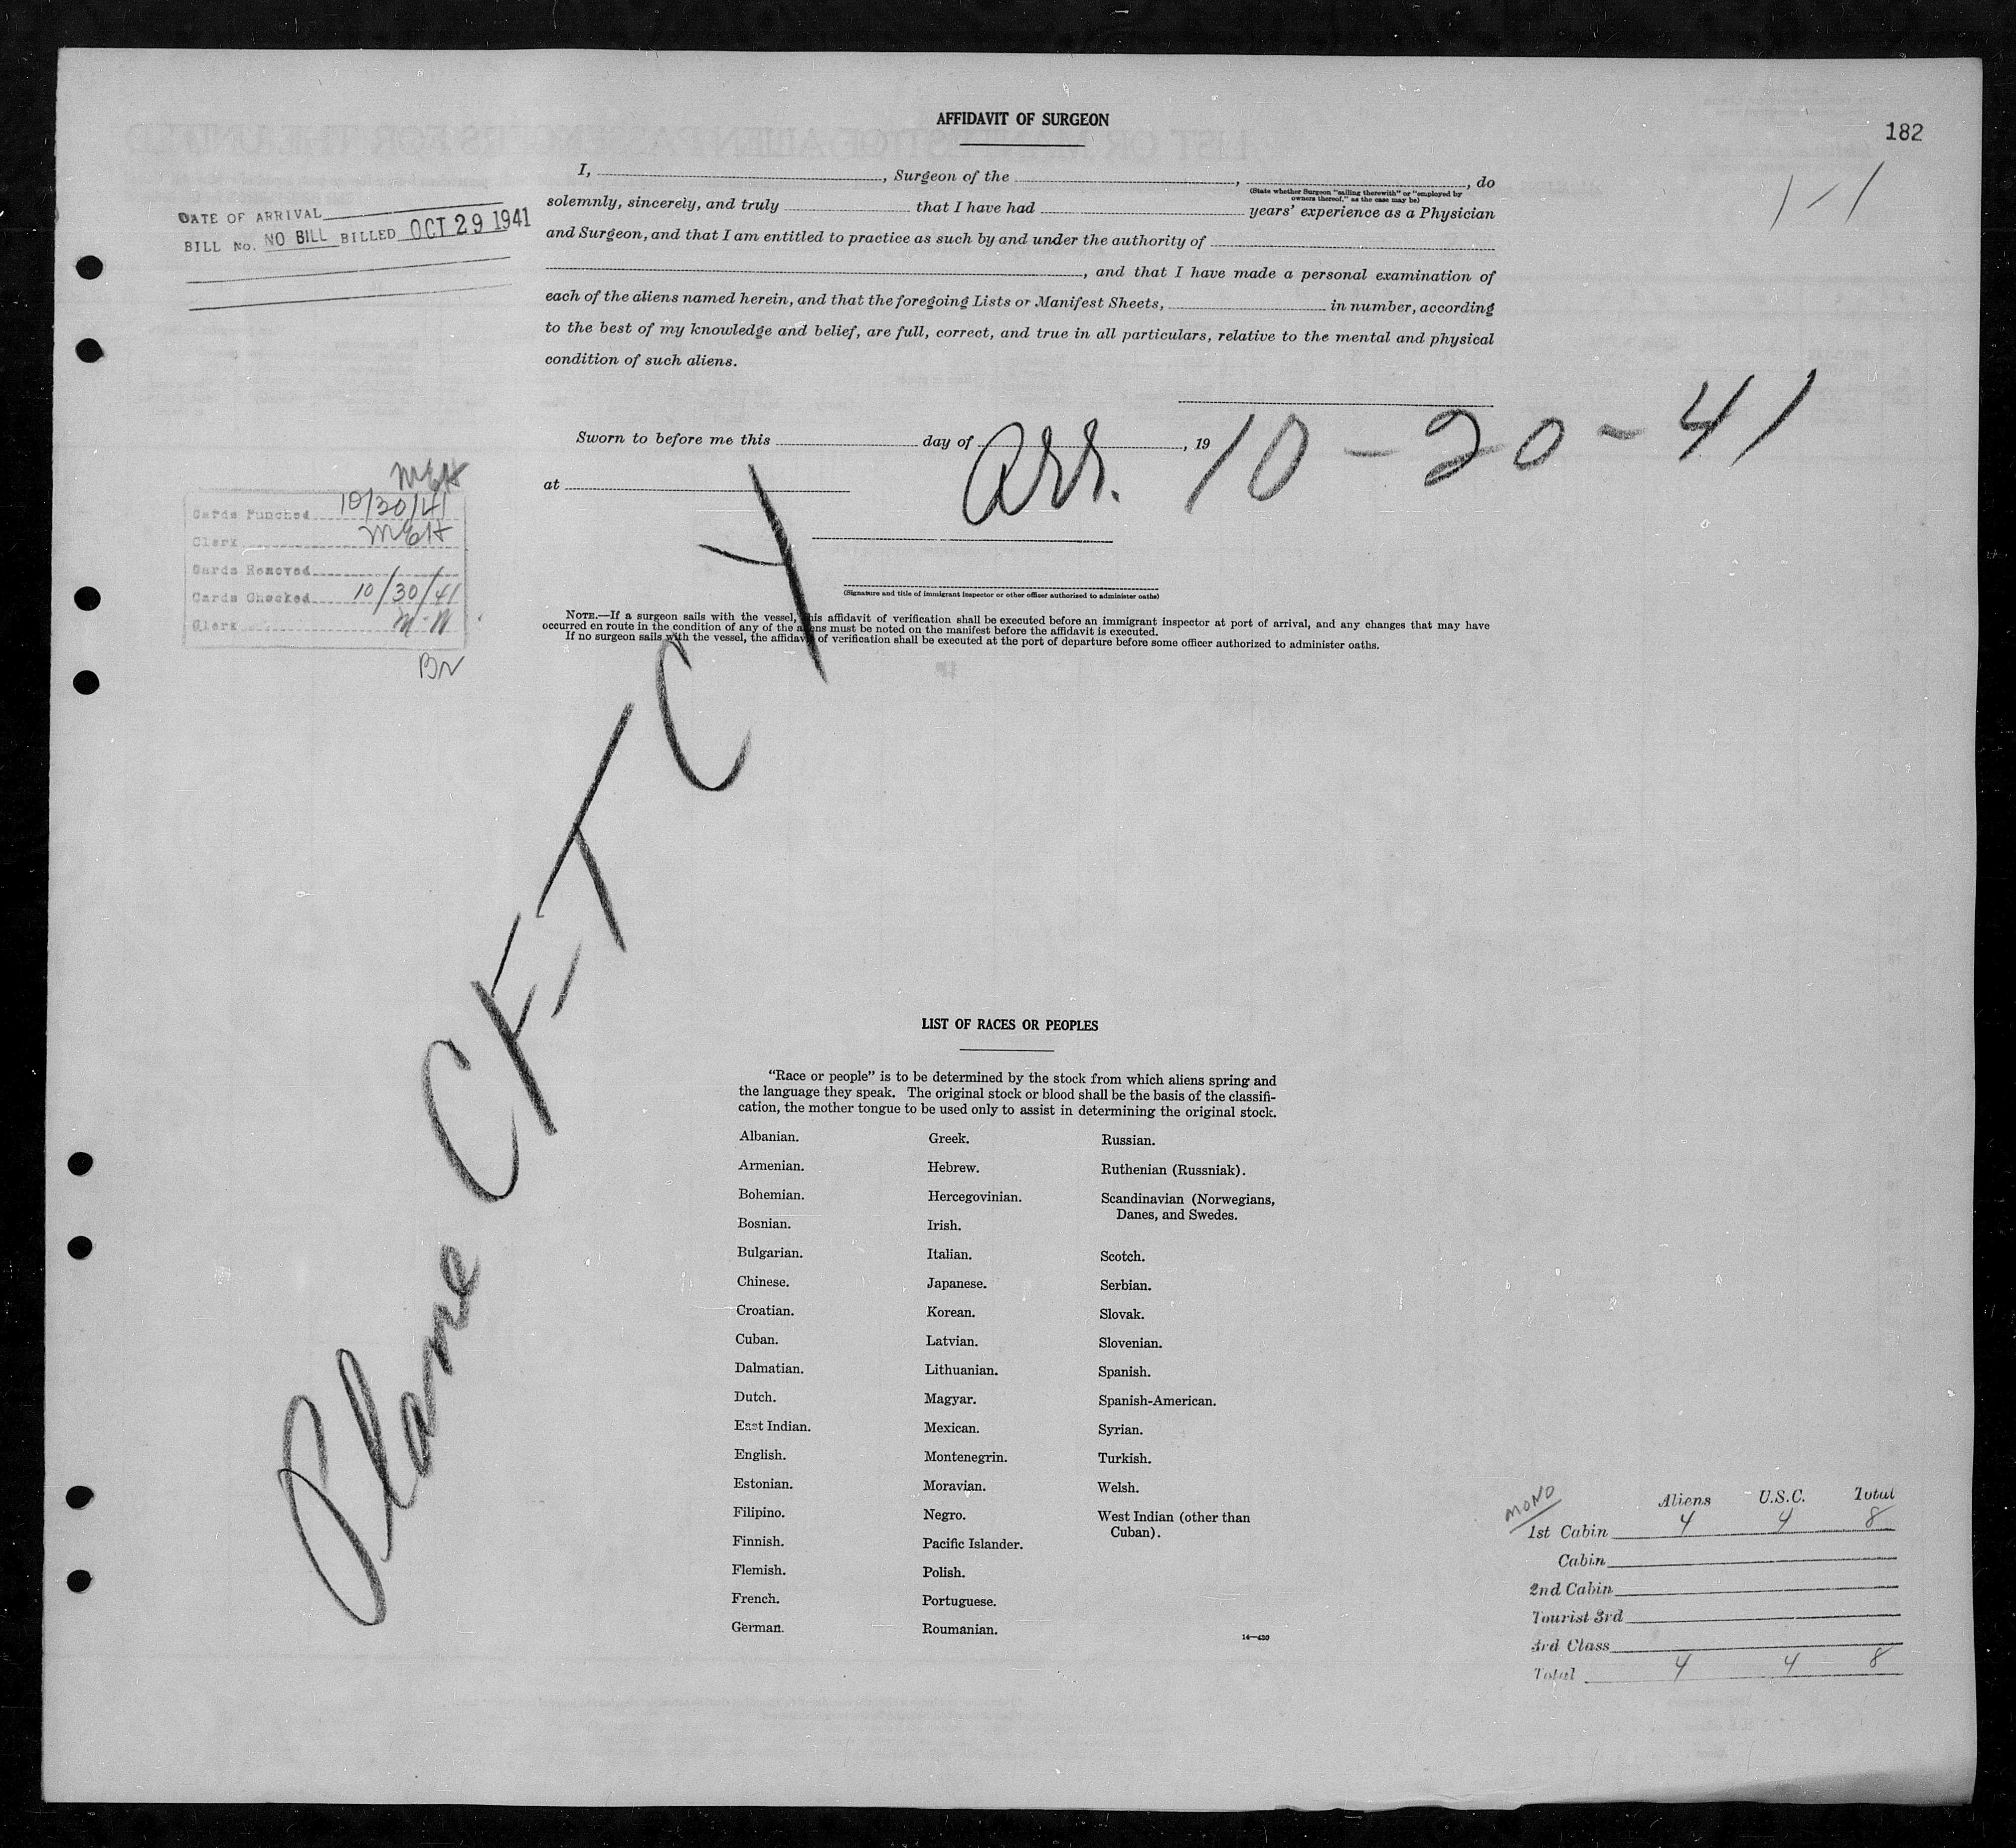 AFFIDAVIT OF SURGEON
182
1-1
I, , Surgeon of the , , do
(State whether Surgeon "sailing therewith" or "employed by
owners thereof," as the case may be)
solemnly, sincerely, and truly that I have had years' experience as a Physician
and Surgeon, and that I am entitled to practice as such by and under the authority of
, and that I have made a personal examination of
each of the aliens named herein, and that the foregoing Lists or Manifest Sheets, in number, according
to the best of my knowledge and belief, are full, correct, and true in all particulars, relative to the mental and physical
condition of such aliens.
DATE OF ARRIVAL
BILL No. NO BILL BILLED OCT 29 1941
Sworn to before me this day of , 19
Arr. 10-20-41
at
MEH
Cards Punched 10/30/41
Clerk MEH
Cards Removed
Cards Checked 10/30/41
Clerk M-N
BN
(Signature and title of immigrant inspector or other officer authorized to administer oaths)
NOTE.—If a surgeon sails with the vessel, this affidavit of verification shall be executed before an immigrant inspector at port of arrival, and any changes that may have
occurred en route in the condition of any of the aliens must be noted on the manifest before the affidavit is executed.
If no surgeon sails with the vessel, the affidavit of verification shall be executed at the port of departure before some officer authorized to administer oaths.
Plane CF-TCY
LIST OF RACES OR PEOPLES
"Race or people" is to be determined by the stock from which aliens spring and
the language they speak. The original stock or blood shall be the basis of the classifi-
cation, the mother tongue to be used only to assist in determining the original stock.
Albanian.
Armenian.
Bohemian.
Bosnian.
Bulgarian.
Chinese.
Croatian.
Cuban.
Dalmatian.
Dutch.
East Indian.
English.
Estonian.
Filipino.
Finnish.
Flemish.
French.
German.
Greek.
Hebrew.
Hercegovinian.
Irish.
Italian.
Japanese.
Korean.
Latvian.
Lithuanian.
Magyar.
Mexican.
Montenegrin.
Moravian.
Negro.
Pacific Islander.
Polish.
Portuguese.
Roumanian.
Russian.
Ruthenian (Russniak).
Scandinavian (Norwegians,
Danes, and Swedes.
Scotch.
Serbian.
Slovak.
Slovenian.
Spanish.
Spanish-American.
Syrian.
Turkish.
Welsh.
West Indian (other than
Cuban).
14—430
MONO
Aliens U.S.C. Total
1st Cabin 4 4 8
Cabin
2nd Cabin
Tourist 3rd
3rd Class
Total 4 4 8